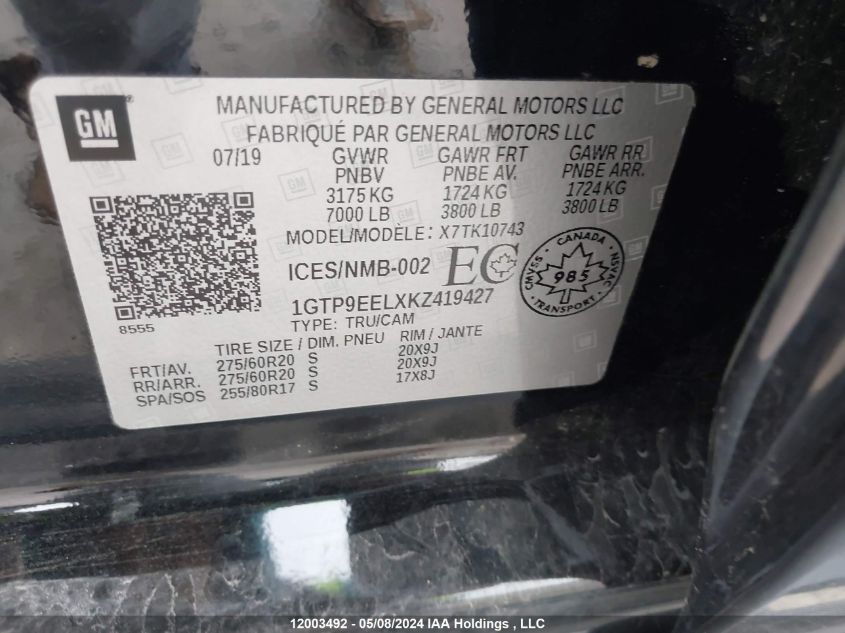 GM
MANUFACTURED BY GENERAL MOTORS LLC
FABRIQUÉ PAR GENERAL MOTORS LLC
07/19 GVWR GAWR FRT GAWR RR
PNBV PNBE AV. PNBE ARR.
3175 KG 1724 KG 1724 KG
7000 LB 3800 LB 3800 LB
MODEL/MODÈLE: X7TK10743
ICES/NMB-002 EC
CANADA
CMVSS 985 NSVAC
TRANSPORT
1GTP9EELXKZ419427
8555
TYPE: TRU/CAM
TIRE SIZE / DIM. PNEU RIM / JANTE
FRT/AV. 275/60R20 S 20X9J
RR/ARR. 275/60R20 S 20X9J
SPA/SOS 255/80R17 S 17X8J
12003492 - 05/08/2024 IAA Holdings , LLC